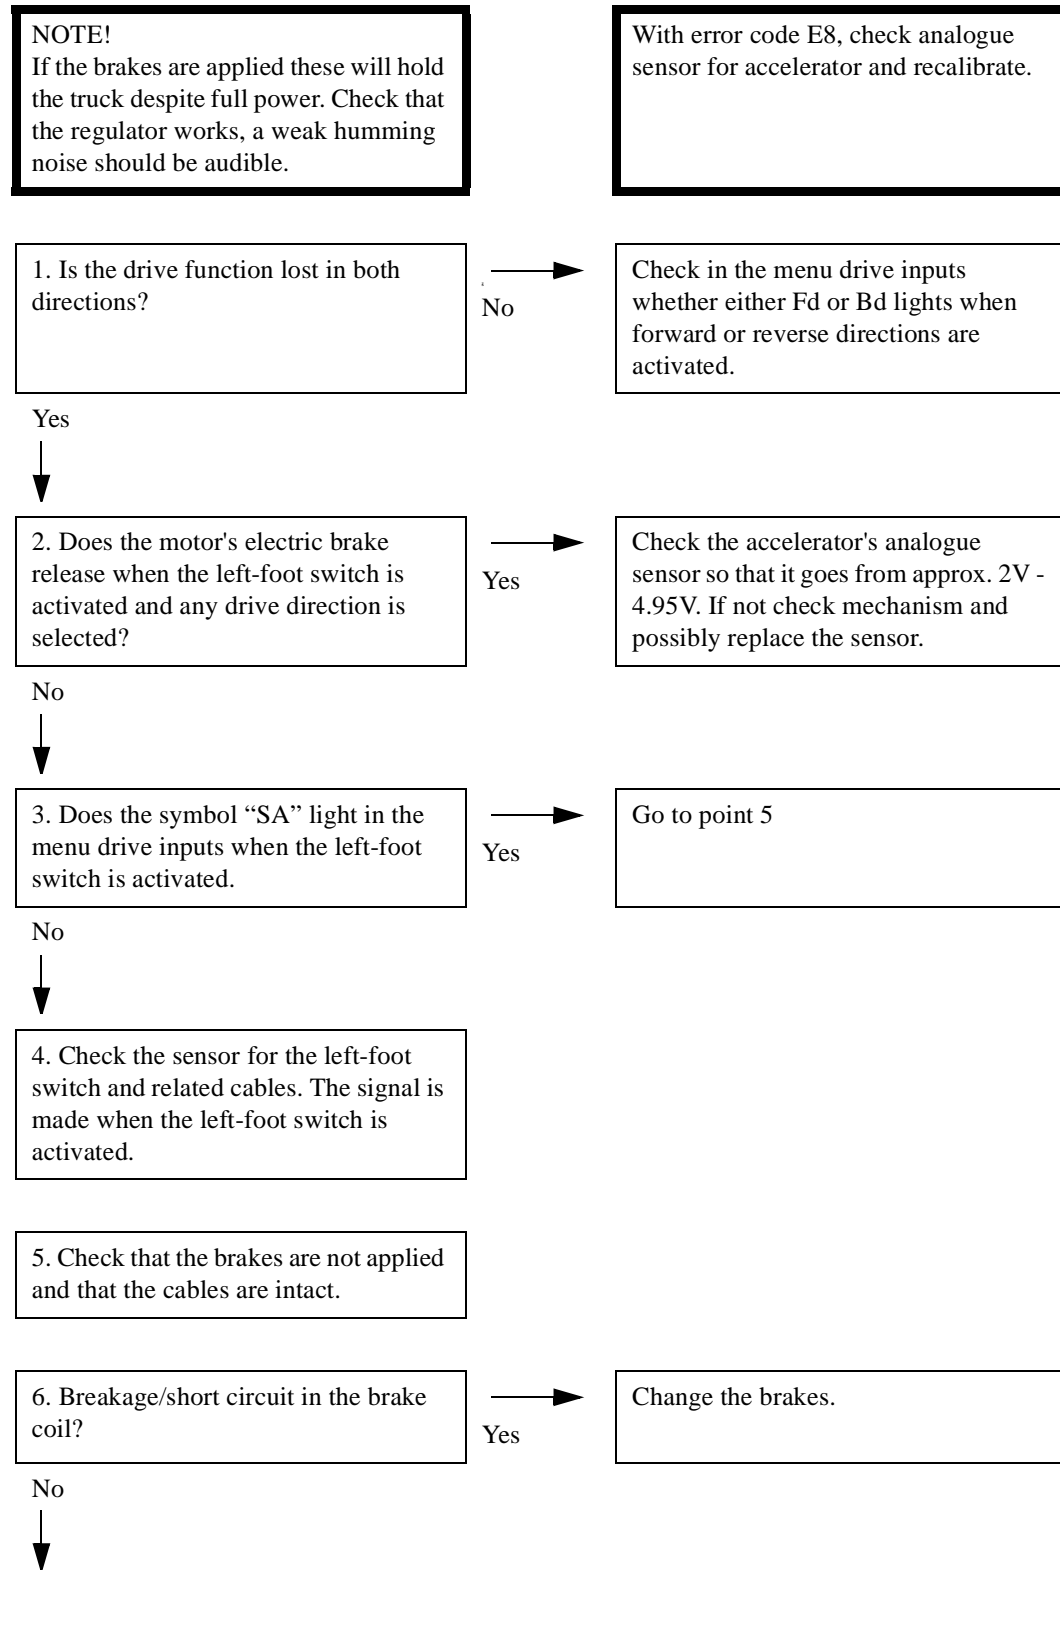 NOTE!
If the brakes are applied these will hold
the truck despite full power. Check that
the regulator works, a weak humming
noise should be audible.
With error code E8, check analogue
sensor for accelerator and recalibrate.
1. Is the drive function lost in both
directions?
No
Check in the menu drive inputs
whether either Fd or Bd lights when
forward or reverse directions are
activated.
Yes
2. Does the motor's electric brake
release when the left-foot switch is
activated and any drive direction is
selected?
Yes
Check the accelerator's analogue
sensor so that it goes from approx. 2V -
4.95V. If not check mechanism and
possibly replace the sensor.
No
3. Does the symbol “SA” light in the
menu drive inputs when the left-foot
switch is activated.
Yes
Go to point 5
No
4. Check the sensor for the left-foot
switch and related cables. The signal is
made when the left-foot switch is
activated.
5. Check that the brakes are not applied
and that the cables are intact.
6. Breakage/short circuit in the brake
coil?
Yes
Change the brakes.
No